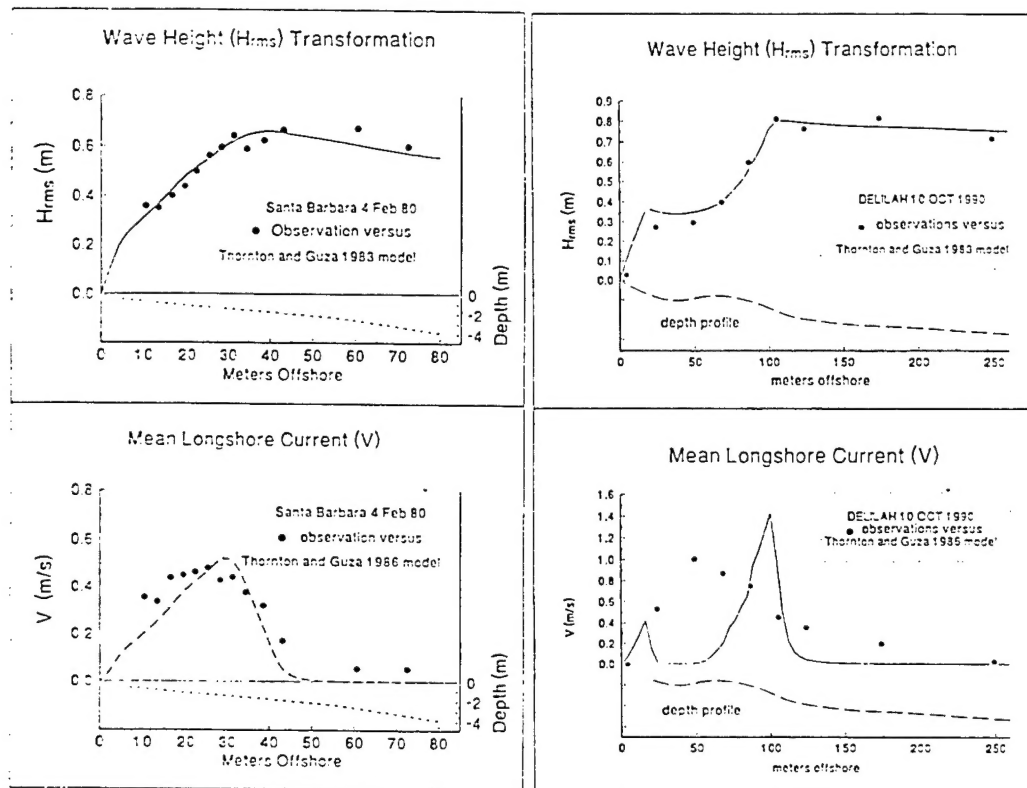 Wave Height (Hrms) Transformation
0.8
0.6
0.4
0.2
0.0
Hrms (m)
Santa Barbara 4 Feb 80
● Observation versus
Thornton and Guza 1983 model
0
-2
-4
Depth (m)
0 10 20 30 40 50 60 70 80
Meters Offshore
Wave Height (Hrms) Transformation
0.9
0.8
0.7
0.6
0.5
0.4
0.3
0.2
0.1
0.0
Hrms (m)
DELILAH 10 OCT 1990
● observations versus
Thornton and Guza 1983 model
depth profile
0 50 100 150 200 250
meters offshore
Mean Longshore Current (V)
0.8
0.6
0.4
0.2
0.0
V (m/s)
Santa Barbara 4 Feb 80
● observation versus
Thornton and Guza 1986 model
0
-2
-4
Depth (m)
0 10 20 30 40 50 60 70 80
Meters Offshore
Mean Longshore Current (V)
1.6
1.4
1.2
1.0
0.8
0.6
0.4
0.2
0.0
V (m/s)
DELILAH 10 OCT 1990
● observations versus
Thornton and Guza 1986 model
depth profile
0 50 100 150 200 250
meters offshore